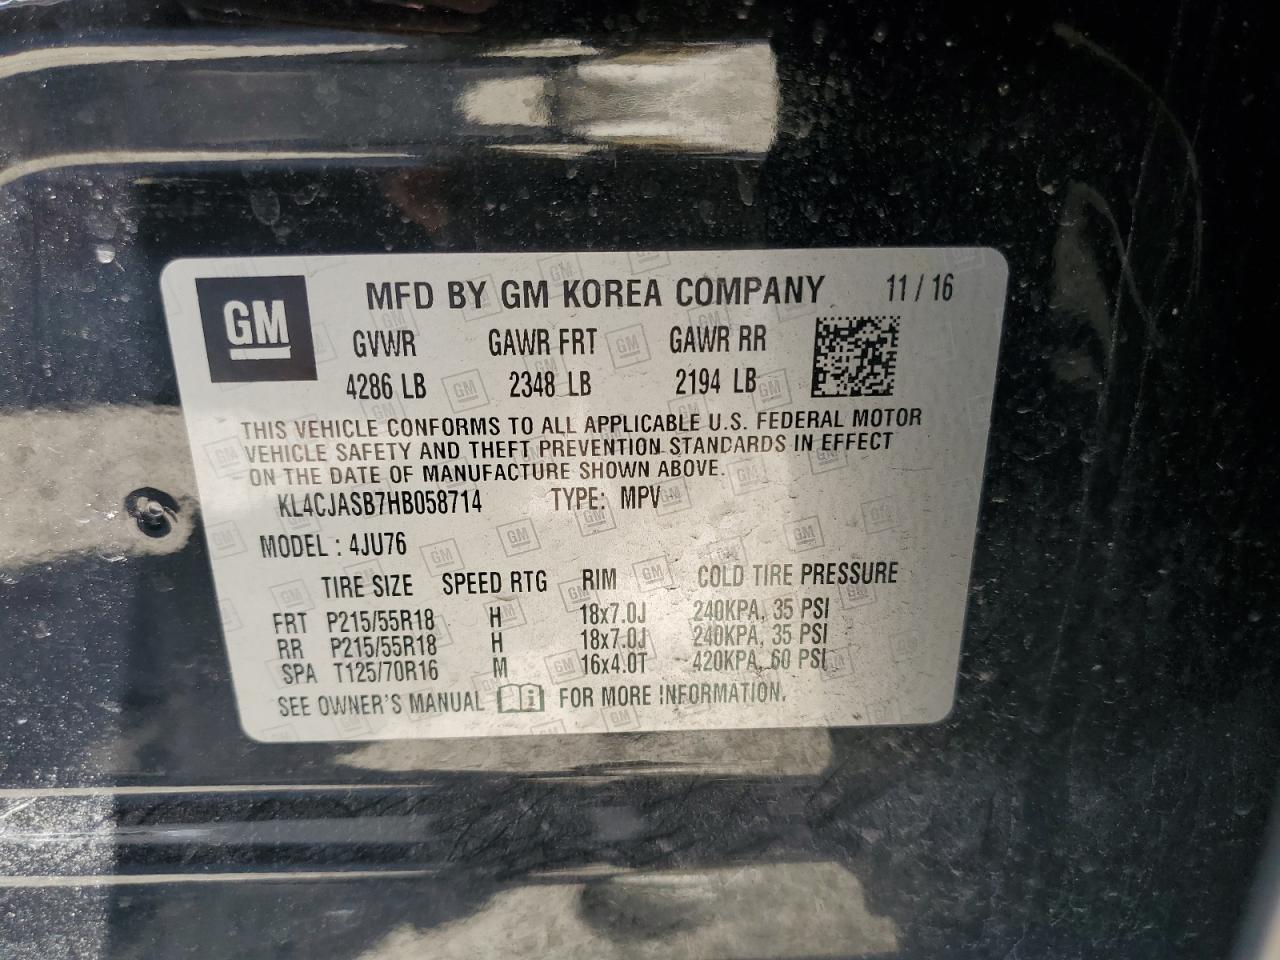 GM
MFD BY GM KOREA COMPANY 11 / 16
GVWR GAWR FRT GAWR RR
4286 LB 2348 LB 2194 LB
THIS VEHICLE CONFORMS TO ALL APPLICABLE U.S. FEDERAL MOTOR
VEHICLE SAFETY AND THEFT PREVENTION STANDARDS IN EFFECT
ON THE DATE OF MANUFACTURE SHOWN ABOVE.
KL4CJASB7HB058714 TYPE: MPV
MODEL : 4JU76
TIRE SIZE SPEED RTG RIM COLD TIRE PRESSURE
FRT P215/55R18 H 18x7.0J 240KPA, 35 PSI
RR P215/55R18 H 18x7.0J 240KPA, 35 PSI
SPA T125/70R16 M 16x4.0T 420KPA, 60 PSI
SEE OWNER'S MANUAL i FOR MORE INFORMATION.